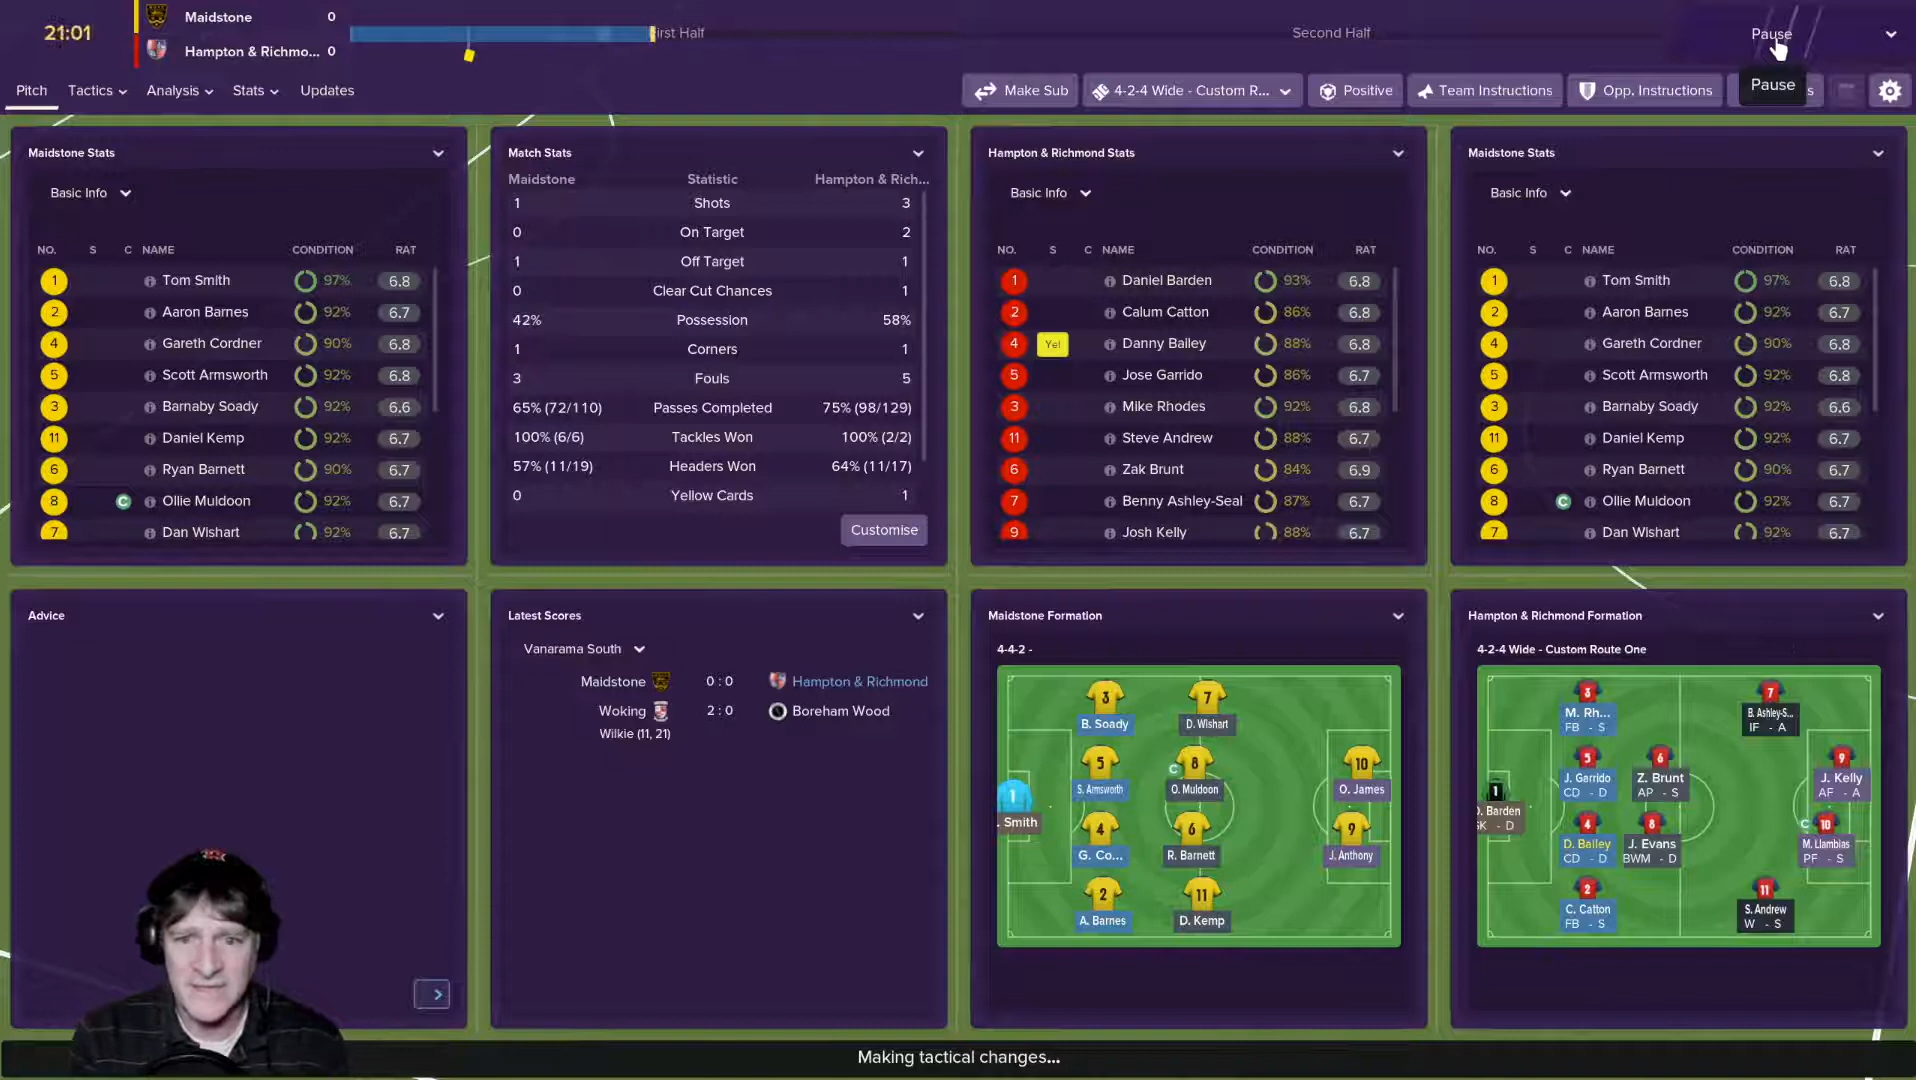 21:01
Maidstone 0
Hampton & Richmo... 0
First Half
Second Half
Pause
Pitch Tactics Analysis Stats Updates
Make Sub 4-2-4 Wide - Custom R... Positive Team Instructions Opp. Instructions Pause s
Maidstone Stats
Basic Info
NO. S C NAME CONDITION RAT
1 Tom Smith 97% 6.8
2 Aaron Barnes 92% 6.7
4 Gareth Cordner 90% 6.8
5 Scott Armsworth 92% 6.8
3 Barnaby Soady 92% 6.6
11 Daniel Kemp 92% 6.7
6 Ryan Barnett 90% 6.7
8 C Ollie Muldoon 92% 6.7
7 Dan Wishart 92% 6.7
Match Stats
Maidstone Statistic Hampton & Rich...
1 Shots 3
0 On Target 2
1 Off Target 1
0 Clear Cut Chances 1
42% Possession 58%
1 Corners 1
3 Fouls 5
65% (72/110) Passes Completed 75% (98/129)
100% (6/6) Tackles Won 100% (2/2)
57% (11/19) Headers Won 64% (11/17)
0 Yellow Cards 1
Customise
Hampton & Richmond Stats
Basic Info
NO. S C NAME CONDITION RAT
1 Daniel Barden 93% 6.8
2 Calum Catton 86% 6.8
4 Yel Danny Bailey 88% 6.8
5 Jose Garrido 86% 6.7
3 Mike Rhodes 92% 6.8
11 Steve Andrew 88% 6.7
6 Zak Brunt 84% 6.9
7 Benny Ashley-Seal 87% 6.7
9 Josh Kelly 88% 6.7
Maidstone Stats
Basic Info
NO. S C NAME CONDITION RAT
1 Tom Smith 97% 6.8
2 Aaron Barnes 92% 6.7
4 Gareth Cordner 90% 6.8
5 Scott Armsworth 92% 6.8
3 Barnaby Soady 92% 6.6
11 Daniel Kemp 92% 6.7
6 Ryan Barnett 90% 6.7
8 C Ollie Muldoon 92% 6.7
7 Dan Wishart 92% 6.7
Advice
Latest Scores
Vanarama South
Maidstone 0 : 0 Hampton & Richmond
Woking 2 : 0 Boreham Wood
Wilkie (11, 21)
Maidstone Formation
4-4-2 -
3 7
B. Soady D. Wishart
5 C 8 10
S. Armsworth O. Muldoon O. James
1
. Smith
4 6 9
G. Co... R. Barnett J. Anthony
2 11
A. Barnes D. Kemp
Hampton & Richmond Formation
4-2-4 Wide - Custom Route One
3 7
M. Rh... B. Ashley-S...
FB - S IF - A
5 6 9
J. Garrido Z. Brunt J. Kelly
CD - D AP - S AF - A
1
. Barden
GK - D
4 8 C 10
D. Bailey J. Evans M. Llambias
CD - D BWM - D PF - S
2 11
C. Catton S. Andrew
FB - S W - S
Making tactical changes...